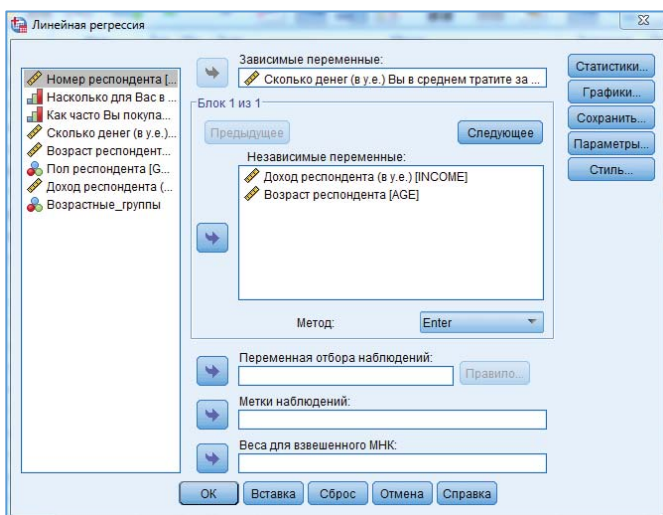 Линейная регрессия
Номер респондента [...
Насколько для Вас в ...
Как часто Вы покупа...
Сколько денег (в у.е.)...
Возраст респондент...
Пол респондента [G...
Доход респондента (...
Возрастные_группы
Зависимые переменные:
Сколько денег (в у.е.) Вы в среднем тратите за ...
Блок 1 из 1
Предыдущее
Следующее
Независимые переменные:
Доход респондента (в у.е.) [INCOME]
Возраст респондента [AGE]
Метод:
Enter
Переменная отбора наблюдений:
Правило...
Метки наблюдений:
Веса для взвешенного МНК:
Статистики...
Графики...
Сохранить...
Параметры...
Стиль...
ОК
Вставка
Сброс
Отмена
Справка